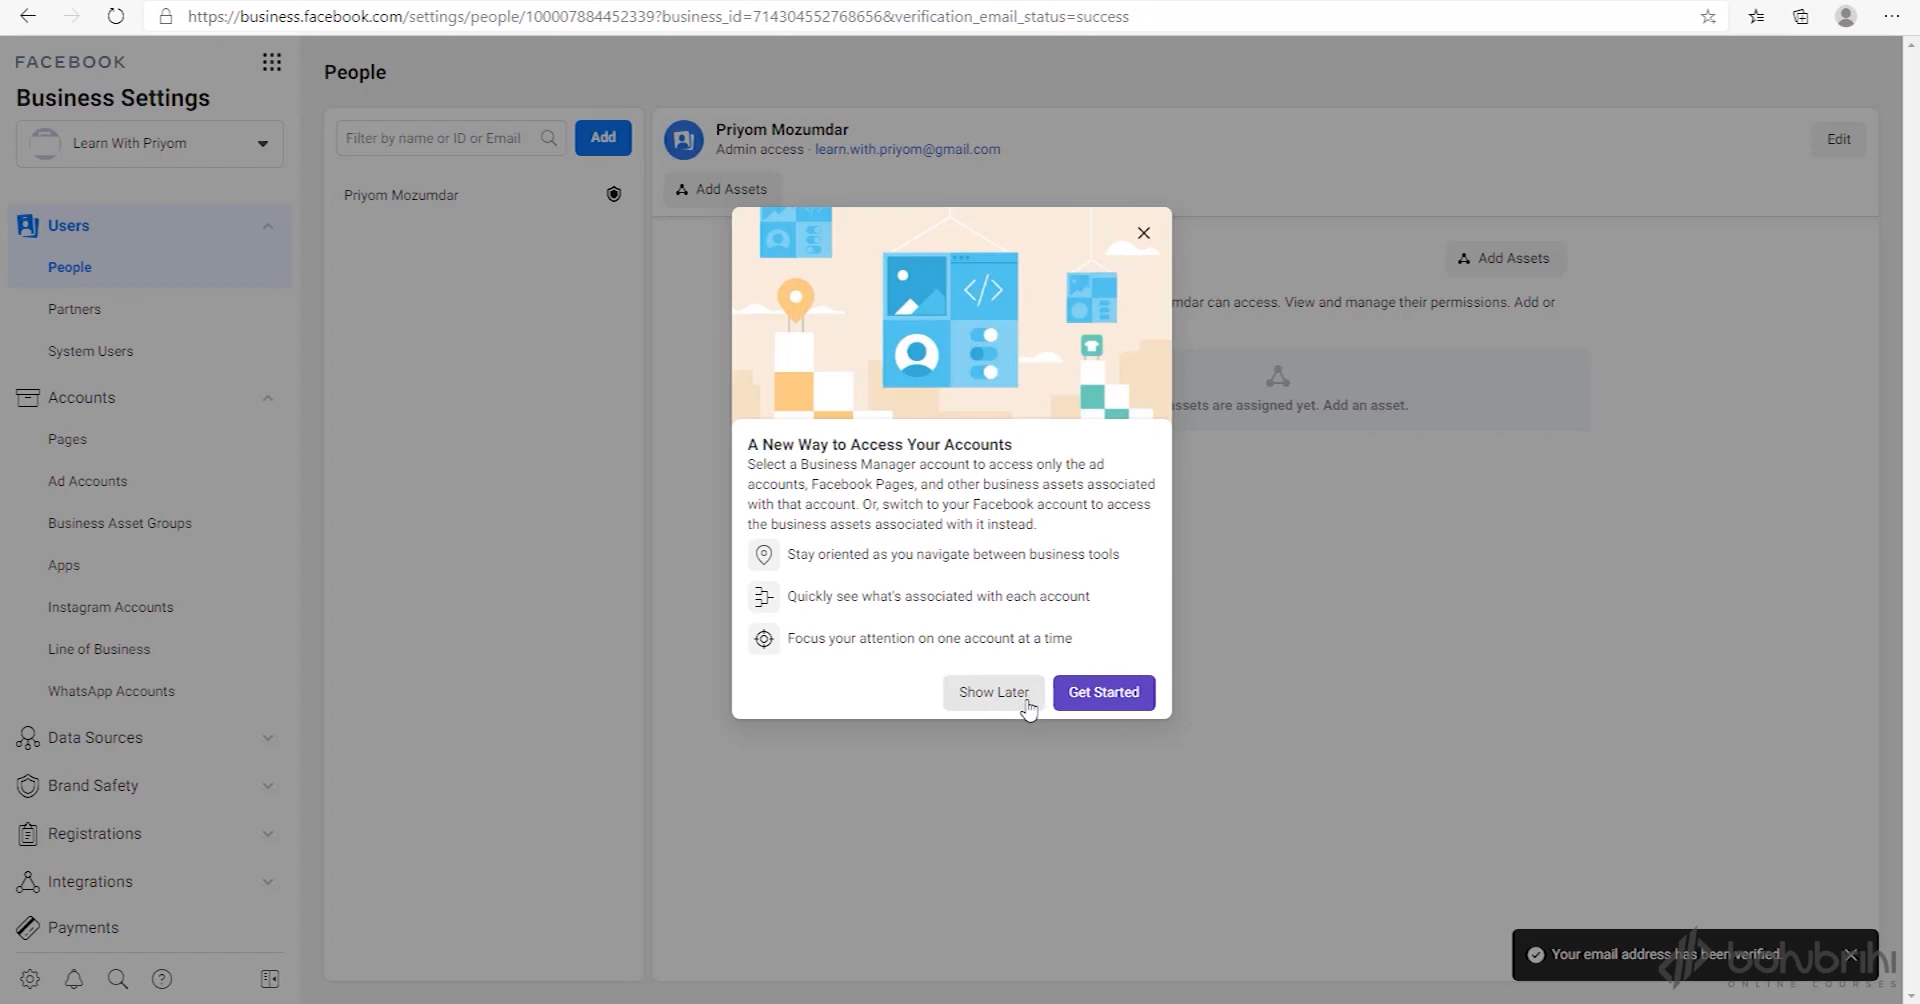 https://business.facebook.com/settings/people/100007884452339?business_id=714304552768656&verification_email_status=success
FACEBOOK
Business Settings
Learn With Priyom
Users
People
Partners
System Users
Accounts
Pages
Ad Accounts
Business Asset Groups
Apps
Instagram Accounts
Line of Business
WhatsApp Accounts
Data Sources
Brand Safety
Registrations
Integrations
Payments
People
Filter by name or ID or Email
Add
Priyom Mozumdar
Priyom Mozumdar
Admin access · learn.with.priyom@gmail.com
Edit
Add Assets
Add Assets
mdar can access. View and manage their permissions. Add or
assets are assigned yet. Add an asset.
</>
A New Way to Access Your Accounts
Select a Business Manager account to access only the ad
accounts, Facebook Pages, and other business assets associated
with that account. Or, switch to your Facebook account to access
the business assets associated with it instead.
Stay oriented as you navigate between business tools
Quickly see what's associated with each account
Focus your attention on one account at a time
Show Later
Get Started
Your email address has been verified.
bohubrihi
ONLINE COURSES